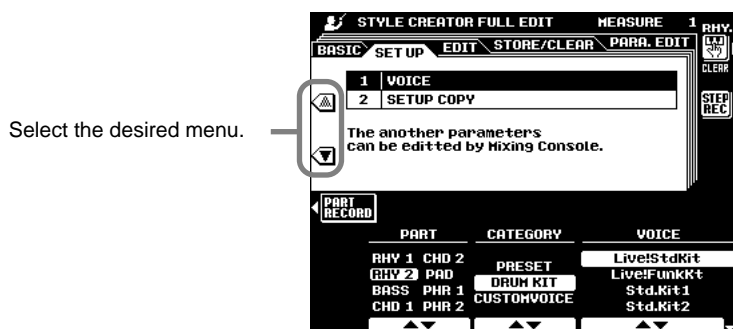 STYLE CREATOR FULL EDIT MEASURE 1 RHY.
BASIC SET UP EDIT STORE/CLEAR PARA. EDIT
CLEAR
1 VOICE
2 SETUP COPY
STEP
REC
Select the desired menu.
The another parameters
can be editted by Mixing Console.
PART
RECORD
PART CATEGORY VOICE
RHY 1 CHD 2 PRESET Live!StdKit
RHY 2 PAD DRUM KIT Live!FunkKt
BASS PHR 1 CUSTOMVOICE Std.Kit1
CHD 1 PHR 2 Std.Kit2